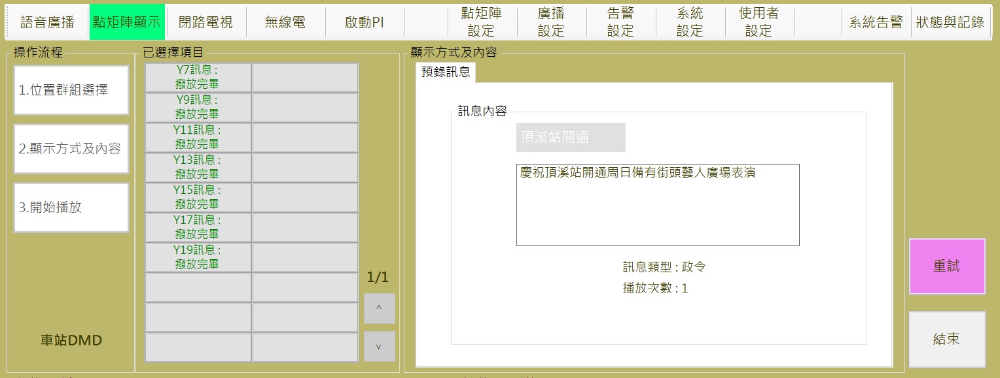 語音廣播
點矩陣顯示
閉路電視
無線電
啟動PI
點矩陣
設定
廣播
設定
告警
設定
系統
設定
使用者
設定
系統告警
狀態與記錄
操作流程
1.位置群組選擇
2.顯示方式及內容
3.開始播放
車站DMD
已選擇項目
Y7訊息 :
撥放完畢
Y9訊息 :
撥放完畢
Y11訊息 :
撥放完畢
Y13訊息 :
撥放完畢
Y15訊息 :
撥放完畢
Y17訊息 :
撥放完畢
Y19訊息 :
撥放完畢
1/1
^
v
顯示方式及內容
預錄訊息
訊息內容
頂溪站開通
慶祝頂溪站開通周日備有街頭藝人廣場表演
訊息類型 : 政令
播放次數 : 1
重試
結束